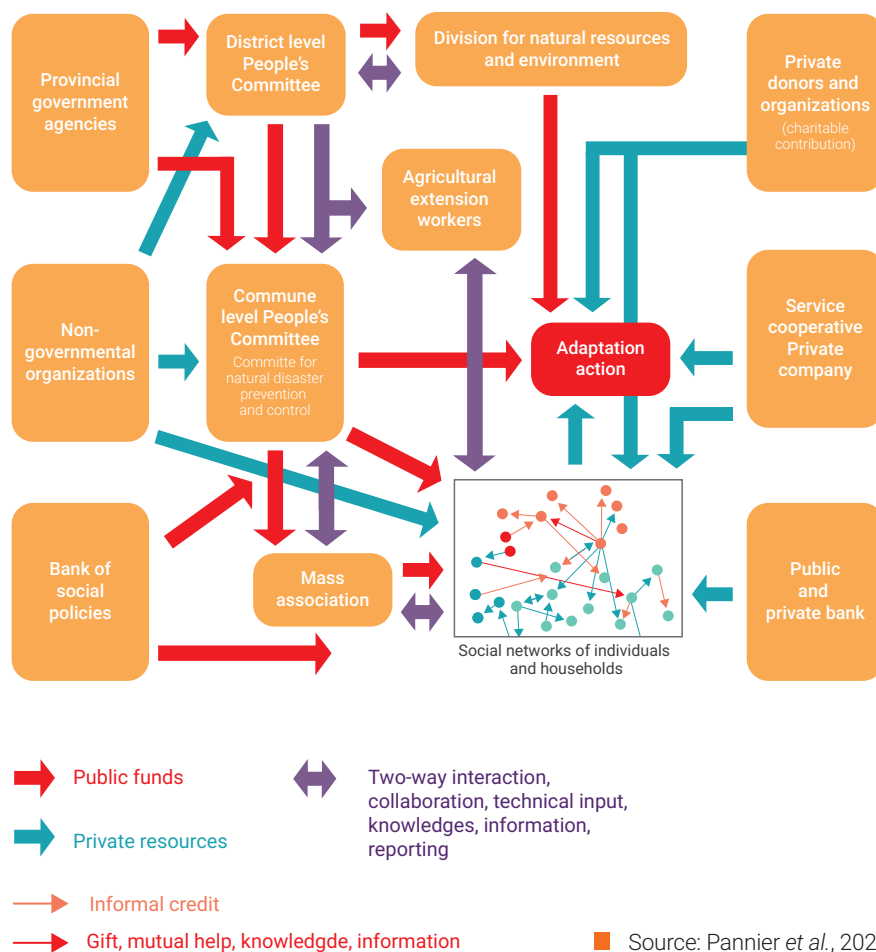 Provincial
government
agencies
District level
People's
Committee
Division for natural resources
and environment
Private
donors and
organizations
(charitable
contribution)
Agricultural
extension
workers
Non-
governmental
organizations
Commune
level People's
Committee
Committe for
natural disaster
prevention
and control
Adaptation
action
Service
cooperative
Private
company
Bank of
social
policies
Mass
association
Public
and
private bank
Social networks of individuals
and households
Public funds
Private resources
Two-way interaction,
collaboration, technical input,
knowledges, information,
reporting
Informal credit
Gift, mutual help, knowledgde, information
Source: Pannier et al., 202